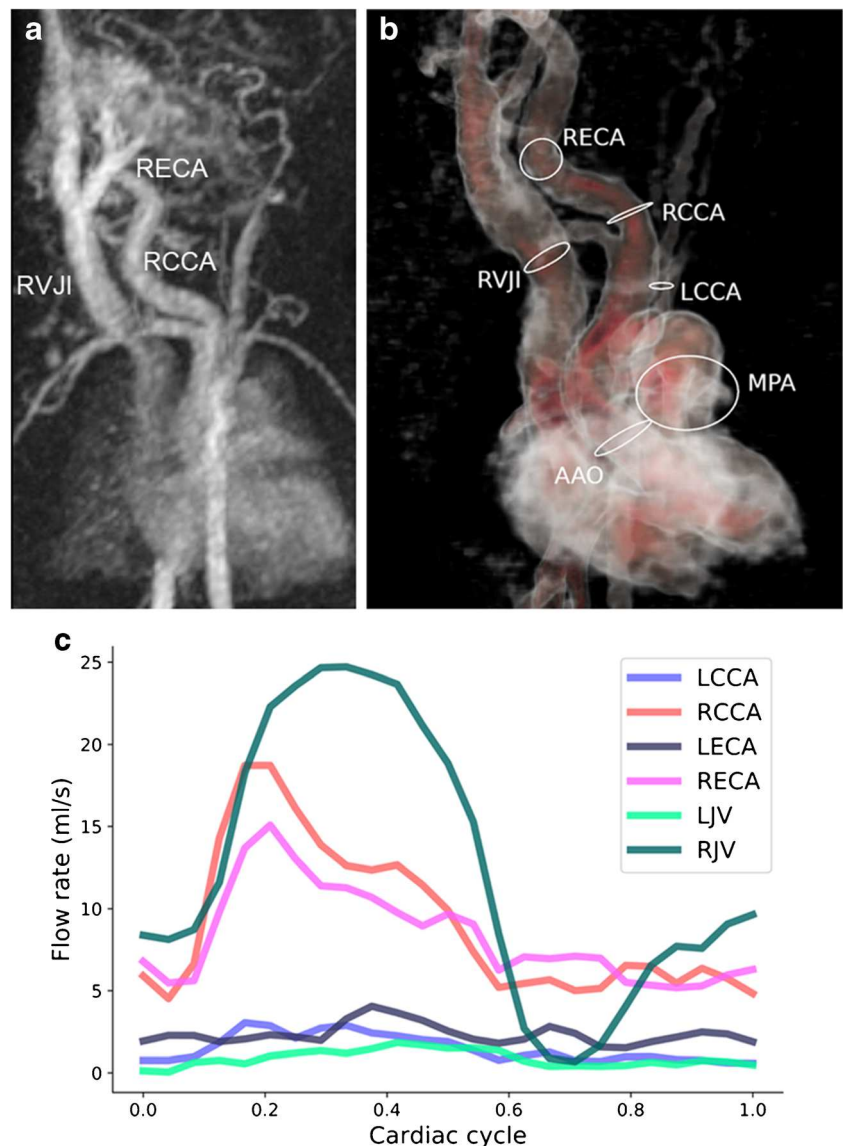 a
RECA
RCCA
RVJI
b
RECA
RCCA
RVJI
LCCA
MPA
AAO
c
Flow rate (ml/s)
25
20
15
10
5
0
0.0 0.2 0.4 0.6 0.8 1.0
Cardiac cycle
LCCA
RCCA
LECA
RECA
LJV
RJV